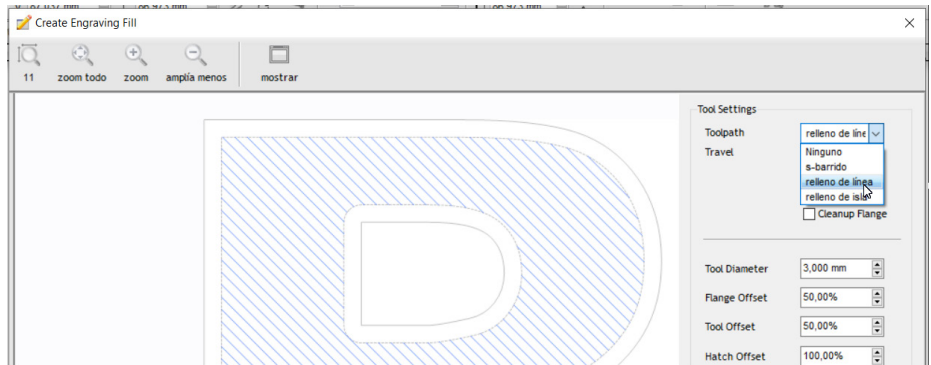 Create Engraving Fill
11 zoom todo zoom amplía menos mostrar
Tool Settings
Toolpath relleno de líne
Travel Ninguno
s-barrido
relleno de línea
relleno de isla
Cleanup Flange
Tool Diameter 3,000 mm
Flange Offset 50,00%
Tool Offset 50,00%
Hatch Offset 100,00%